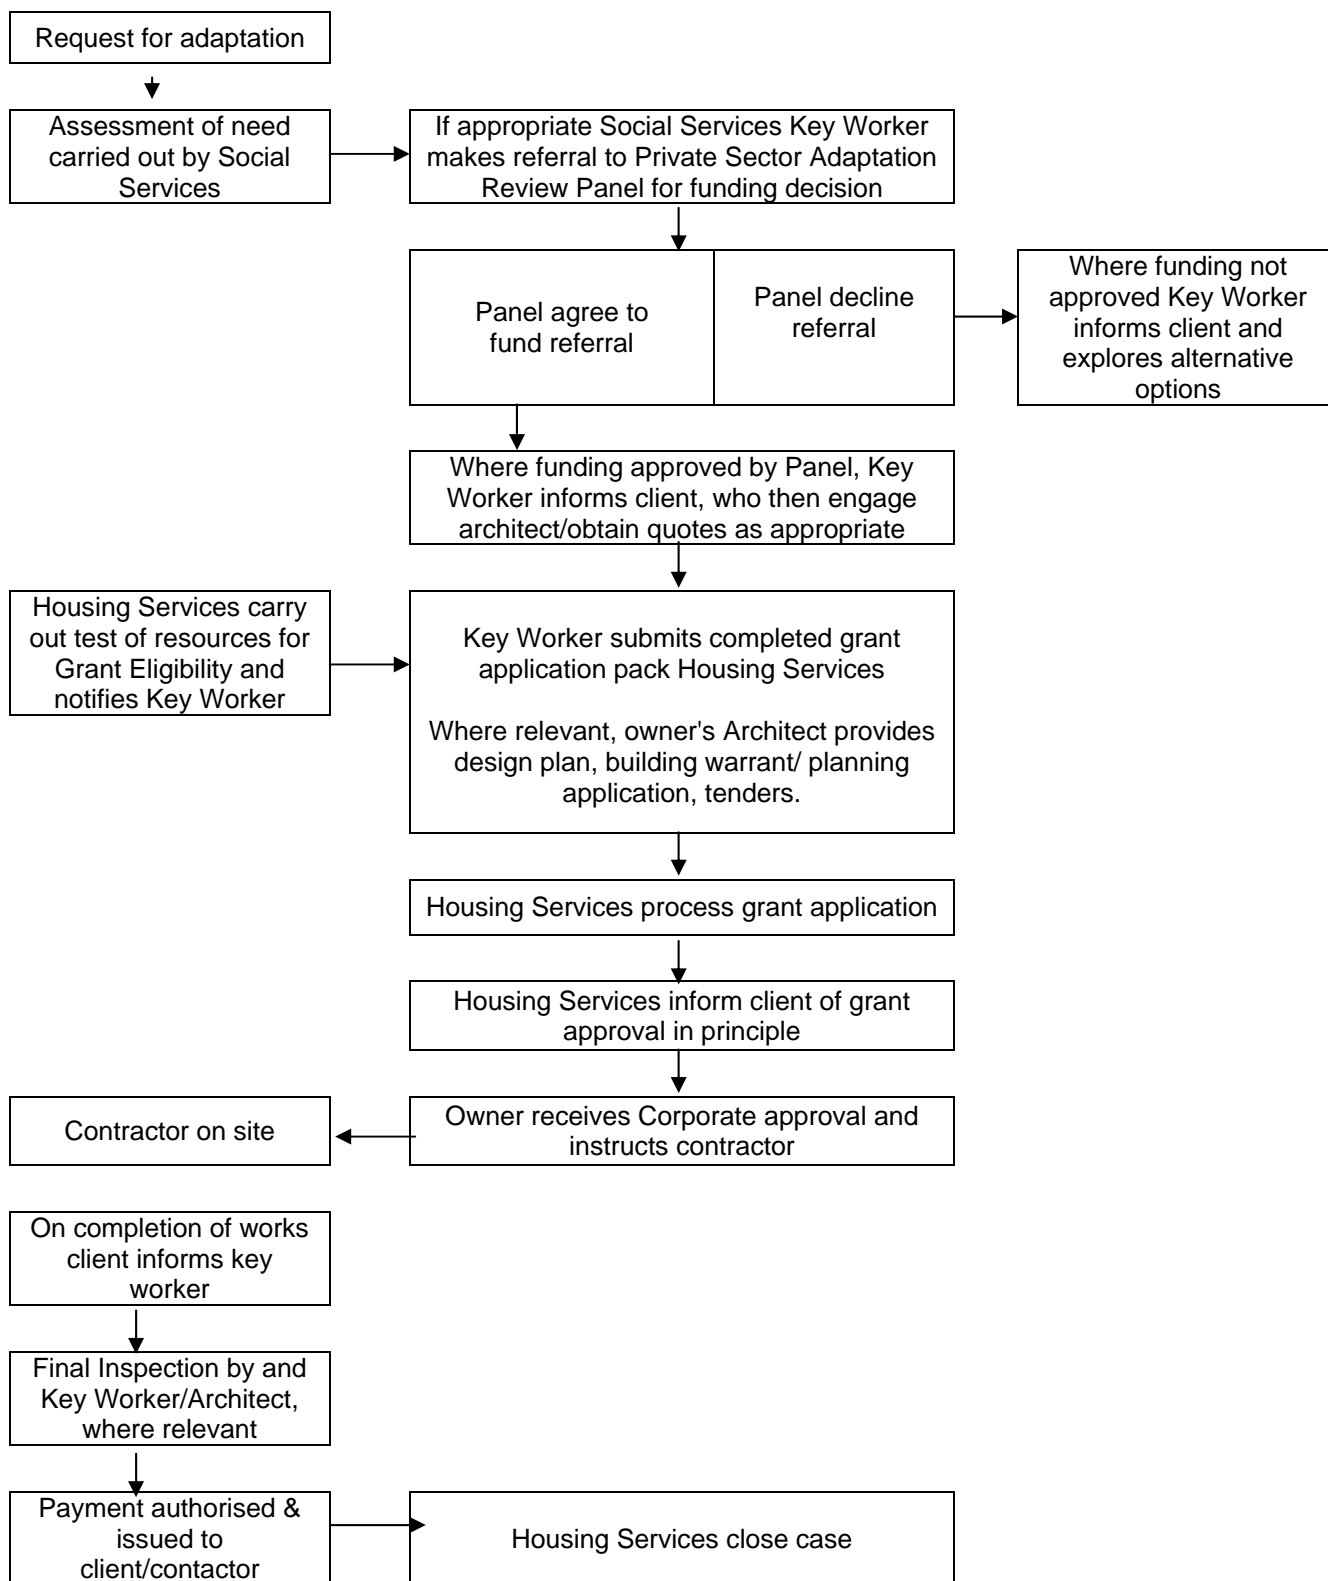 Request for adaptation
Assessment of need
carried out by Social
Services
If appropriate Social Services Key Worker
makes referral to Private Sector Adaptation
Review Panel for funding decision
Panel agree to
fund referral
Panel decline
referral
Where funding not
approved Key Worker
informs client and
explores alternative
options
Where funding approved by Panel, Key
Worker informs client, who then engage
architect/obtain quotes as appropriate
Housing Services carry
out test of resources for
Grant Eligibility and
notifies Key Worker
Key Worker submits completed grant
application pack Housing Services
Where relevant, owner's Architect provides
design plan, building warrant/ planning
application, tenders.
Housing Services process grant application
Housing Services inform client of grant
approval in principle
Owner receives Corporate approval and
instructs contractor
Contractor on site
On completion of works
client informs key
worker
Final Inspection by and
Key Worker/Architect,
where relevant
Payment authorised &
issued to
client/contactor
Housing Services close case